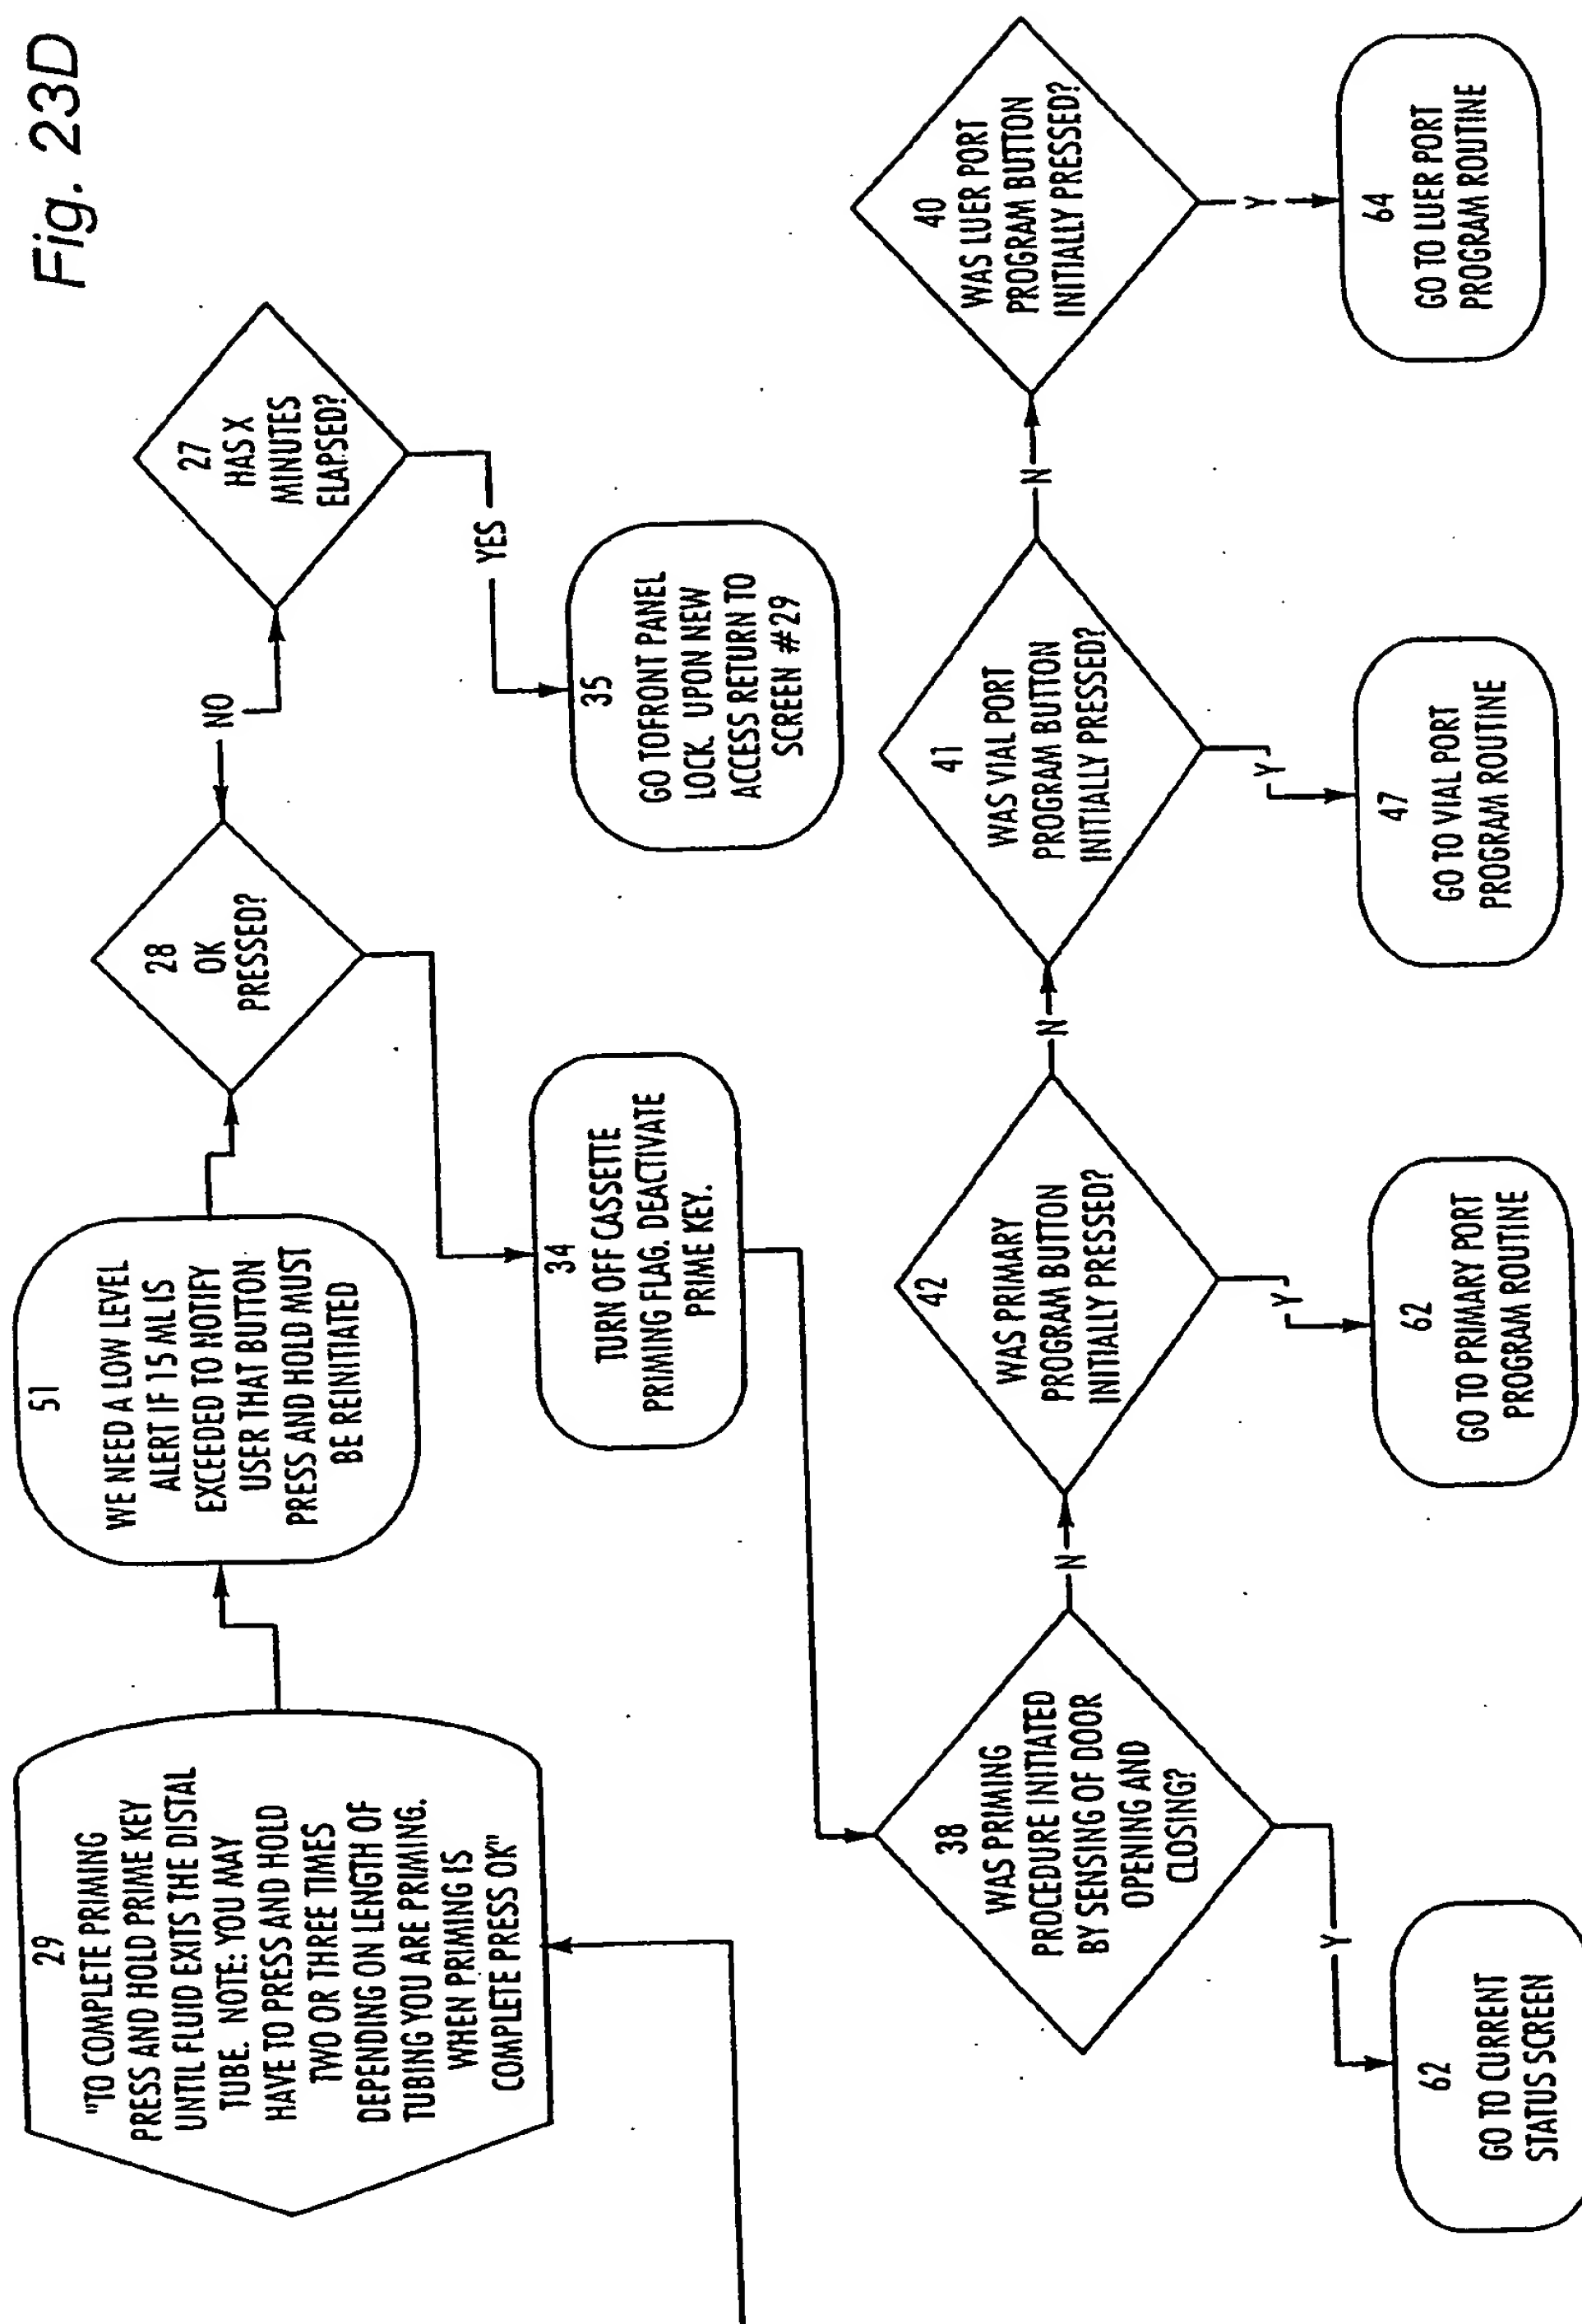 Fig. 23D
29
"TO COMPLETE PRIMING
PRESS AND HOLD PRIME KEY
UNTIL FLUID EXITS THE DISTAL
TUBE. NOTE: YOU MAY
HAVE TO PRESS AND HOLD
TWO OR THREE TIMES
DEPENDING ON LENGTH OF
TUBING YOU ARE PRIMING.
WHEN PRIMING IS
COMPLETE PRESS OK"
51
WE NEED A LOW LEVEL
ALERT IF 15 ML IS
EXCEEDED TO NOTIFY
USER THAT BUTTON
PRESS AND HOLD MUST
BE REINITIATED
28
OK
PRESSED?
NO
27
HAS X
MINUTES
ELAPSED?
YES
35
GO TOFRONT PANEL
LOCK. UPON NEW
ACCESS RETURN TO
SCREEN #29
34
TURN OFF CASSETTE
PRIMING FLAG. DEACTIVATE
PRIME KEY.
38
WAS PRIMING
PROCEDURE INITIATED
BY SENSING OF DOOR
OPENING AND
CLOSING?
N
42
WAS PRIMARY
PROGRAM BUTTON
INITIALLY PRESSED?
N
41
WAS VIAL PORT
PROGRAM BUTTON
INITIALLY PRESSED?
N
40
WAS LUER PORT
PROGRAM BUTTON
INITIALLY PRESSED?
Y
62
GO TO CURRENT
STATUS SCREEN
Y
62
GO TO PRIMARY PORT
PROGRAM ROUTINE
Y
47
GO TO VIAL PORT
PROGRAM ROUTINE
Y
64
GO TO LUER PORT
PROGRAM ROUTINE